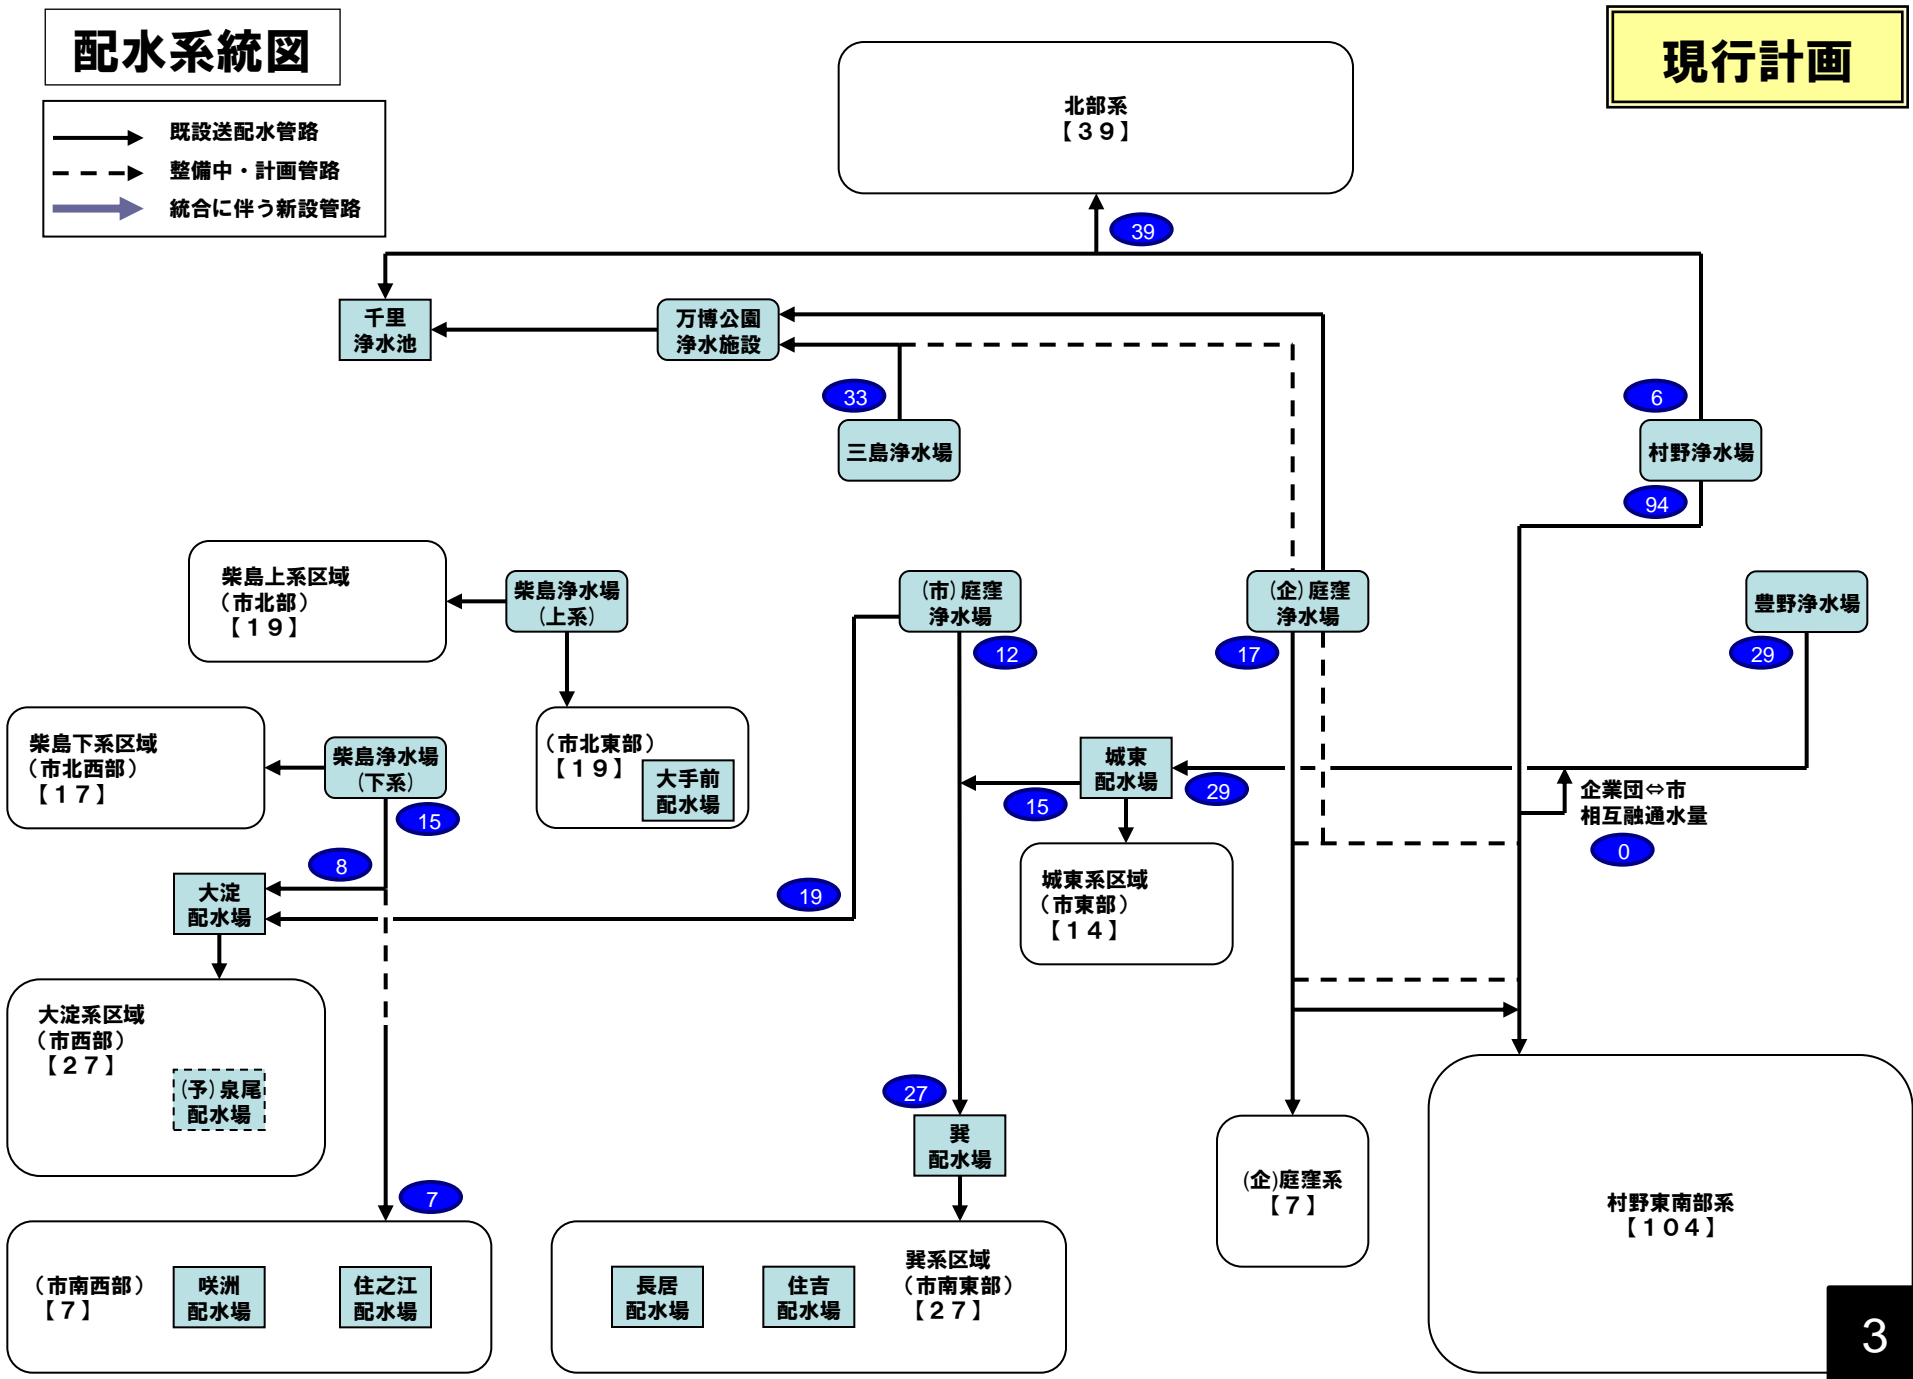 配水系統図
現行計画
既設送配水管路
整備中・計画管路
統合に伴う新設管路
北部系
【３９】
39
千里
浄水池
万博公園
浄水施設
33
三島浄水場
6
村野浄水場
94
柴島上系区域
（市北部）
【１９】
柴島浄水場
（上系）
(市)庭窪
浄水場
12
(企)庭窪
浄水場
17
豊野浄水場
29
柴島下系区域
（市北西部）
【１７】
柴島浄水場
（下系）
15
（市北東部）
【１９】
大手前
配水場
城東
配水場
29
15
企業団⇔市
相互融通水量
0
8
大淀
配水場
19
城東系区域
（市東部）
【１４】
大淀系区域
（市西部）
【２７】
(予)泉尾
配水場
27
巽
配水場
7
(企)庭窪系
【７】
村野東南部系
【１０４】
（市南西部）
【７】
咲洲
配水場
住之江
配水場
長居
配水場
住吉
配水場
巽系区域
（市南東部）
【２７】
3